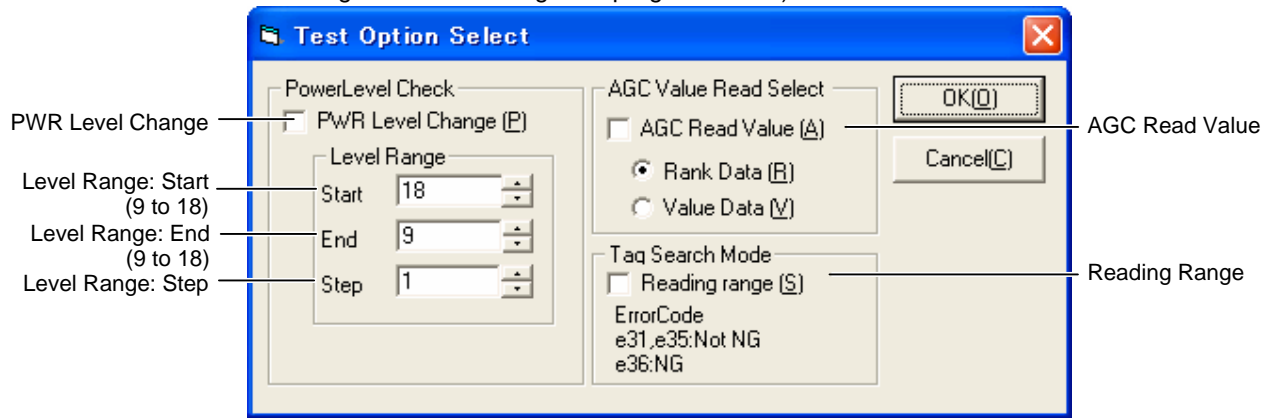 Test Option Select
PowerLevel Check
PWR Level Change (P)
Level Range
Start 18
End 9
Step 1
AGC Value Read Select
AGC Read Value (A)
Rank Data (R)
Value Data (V)
Tag Search Mode
Reading range (S)
ErrorCode
e31,e35:Not NG
e36:NG
OK(O)
Cancel(C)
PWR Level Change
Level Range: Start
(9 to 18)
Level Range: End
(9 to 18)
Level Range: Step
AGC Read Value
Reading Range